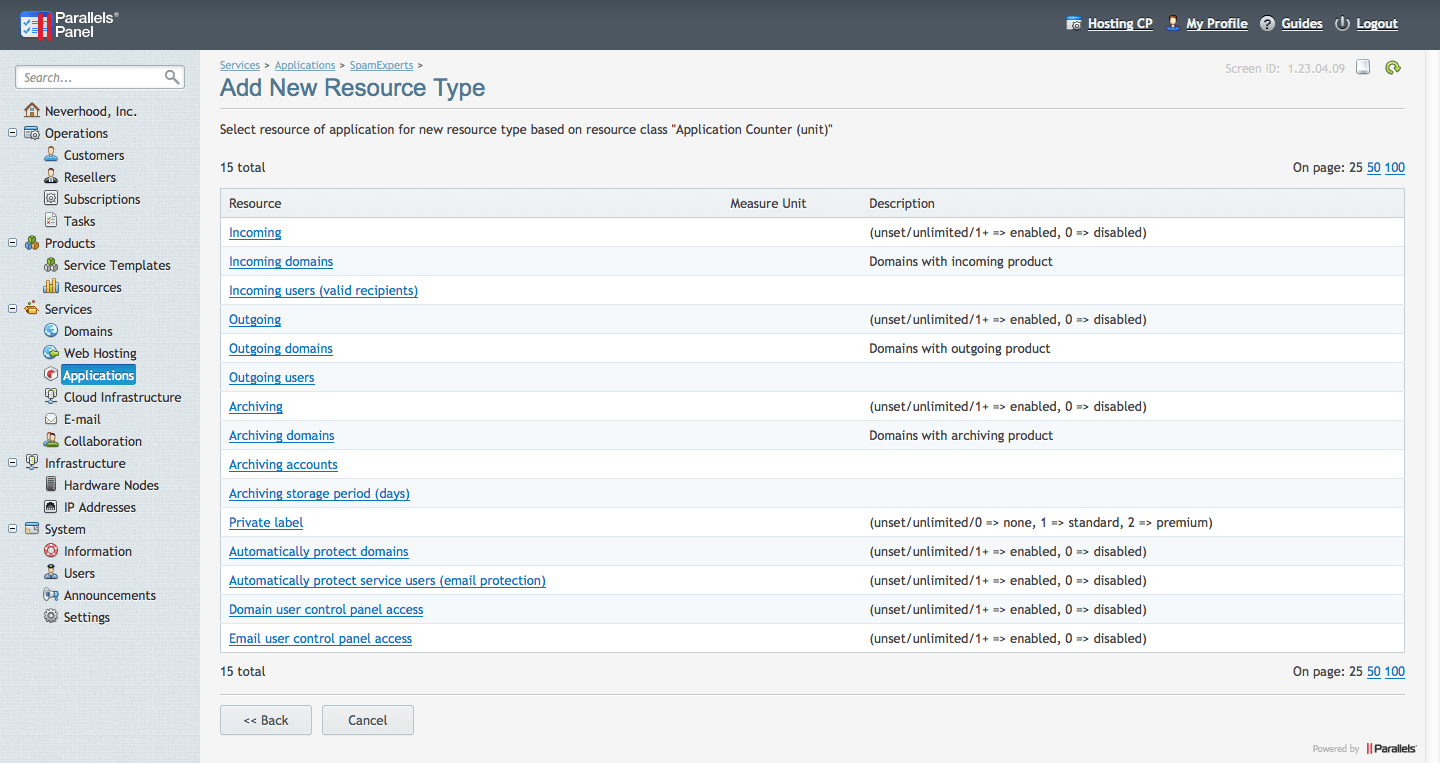 Parallels®
Panel
Hosting CP My Profile Guides Logout
Search...
Neverhood, Inc.
Operations
Customers
Resellers
Subscriptions
Tasks
Products
Service Templates
Resources
Services
Domains
Web Hosting
Applications
Cloud Infrastructure
E-mail
Collaboration
Infrastructure
Hardware Nodes
IP Addresses
System
Information
Users
Announcements
Settings
Services > Applications > SpamExperts >
Screen ID: 1.23.04.09
Add New Resource Type
Select resource of application for new resource type based on resource class "Application Counter (unit)"
15 total On page: 25 50 100
Resource Measure Unit Description
Incoming (unset/unlimited/1+ => enabled, 0 => disabled)
Incoming domains Domains with incoming product
Incoming users (valid recipients)
Outgoing (unset/unlimited/1+ => enabled, 0 => disabled)
Outgoing domains Domains with outgoing product
Outgoing users
Archiving (unset/unlimited/1+ => enabled, 0 => disabled)
Archiving domains Domains with archiving product
Archiving accounts
Archiving storage period (days)
Private label (unset/unlimited/0 => none, 1 => standard, 2 => premium)
Automatically protect domains (unset/unlimited/1+ => enabled, 0 => disabled)
Automatically protect service users (email protection) (unset/unlimited/1+ => enabled, 0 => disabled)
Domain user control panel access (unset/unlimited/1+ => enabled, 0 => disabled)
Email user control panel access (unset/unlimited/1+ => enabled, 0 => disabled)
15 total On page: 25 50 100
<< Back Cancel
Powered by Parallels®